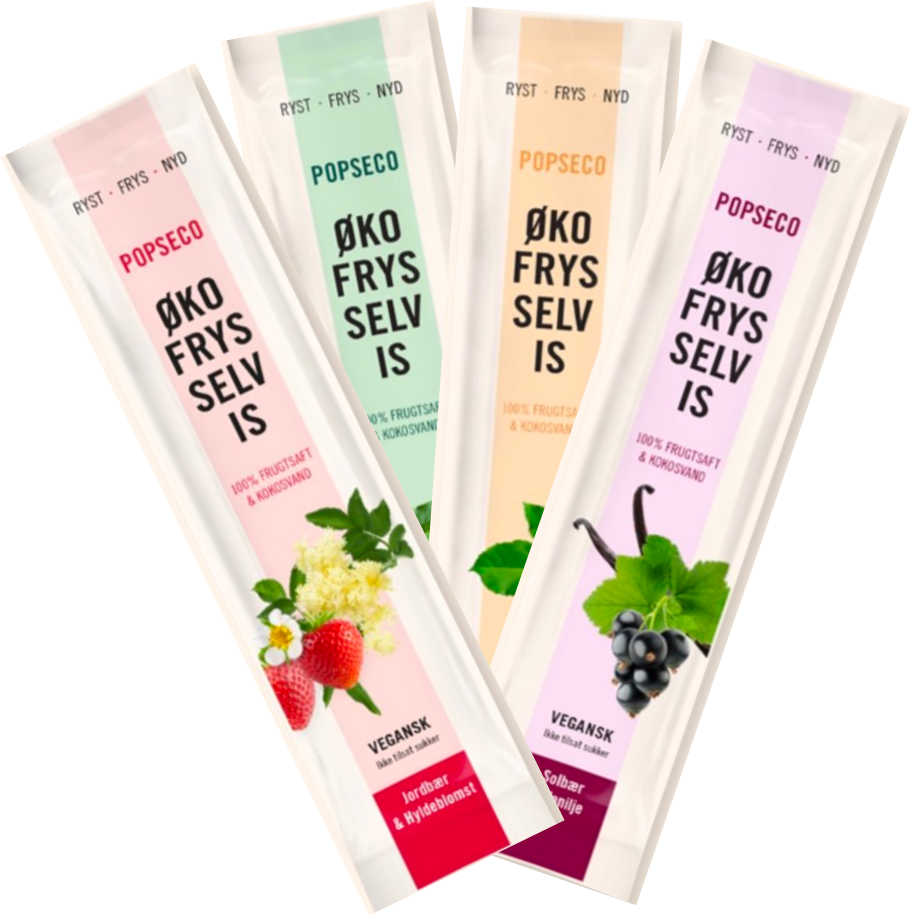 RYST · FRYS · NYD
POPSECO
ØKO
FRYS
SELV
IS
100% FRUGTSAFT
& KOKOSVAND
VEGANSK
Ikke tilsat sukker
Jordbær
& Hyldeblomst
RYST · FRYS · NYD
POPSECO
ØKO
FRYS
SELV
IS
RYST · FRYS · NYD
POPSECO
ØKO
FRYS
SELV
IS
100%
& KOKOSVAND
RYST · FRYS · NYD
POPSECO
ØKO
FRYS
SELV
IS
100% FRUGTSAFT
& KOKOSVAND
VEGANSK
Ikke tilsat sukker
Solbær